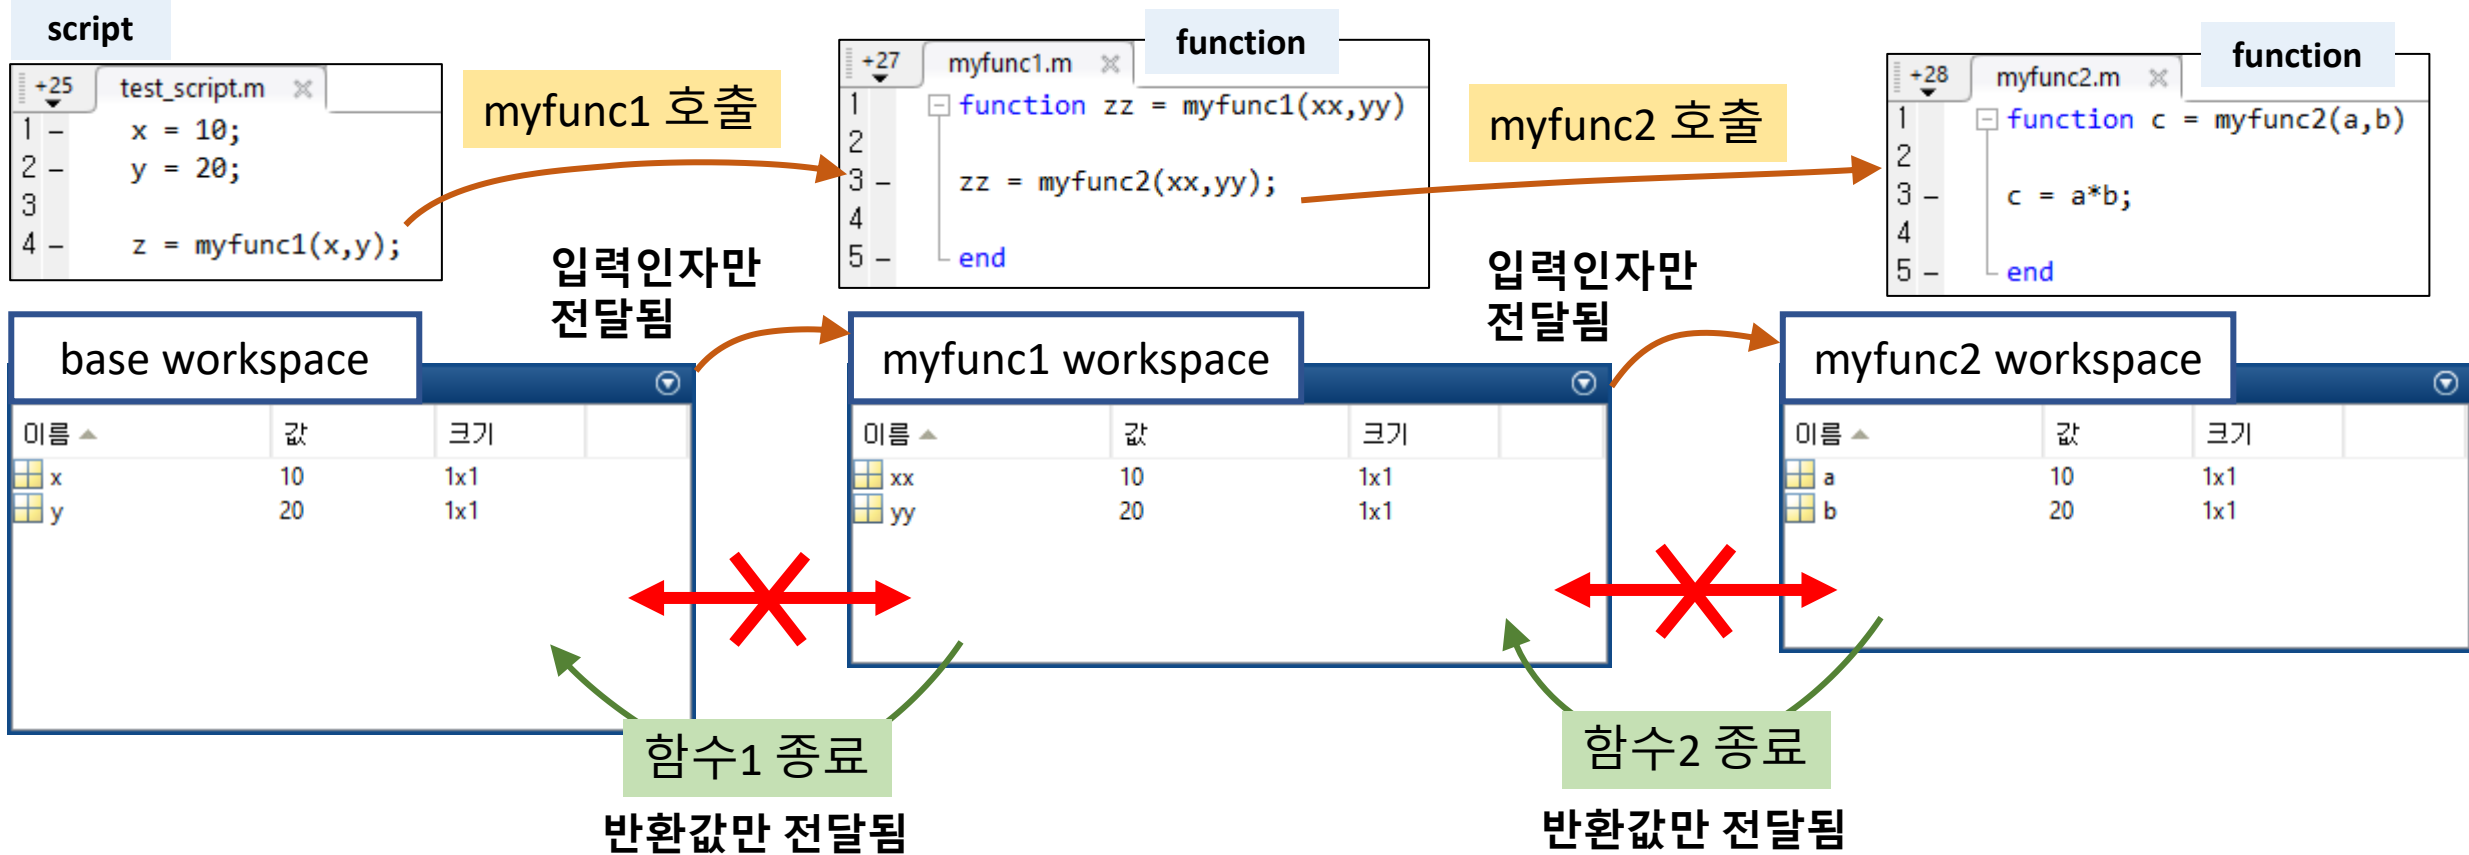 script
+25 test_script.m
1 – x = 10;
2 – y = 20;
3
4 – z = myfunc1(x,y);
myfunc1 호출
function
+27 myfunc1.m
1 function zz = myfunc1(xx,yy)
2
3 – zz = myfunc2(xx,yy);
4
5 – end
myfunc2 호출
function
+28 myfunc2.m
1 function c = myfunc2(a,b)
2
3 – c = a*b;
4
5 – end
입력인자만
전달됨
입력인자만
전달됨
base workspace
이름 값 크기
x 10 1x1
y 20 1x1
myfunc1 workspace
이름 값 크기
xx 10 1x1
yy 20 1x1
myfunc2 workspace
이름 값 크기
a 10 1x1
b 20 1x1
함수1 종료
반환값만 전달됨
함수2 종료
반환값만 전달됨